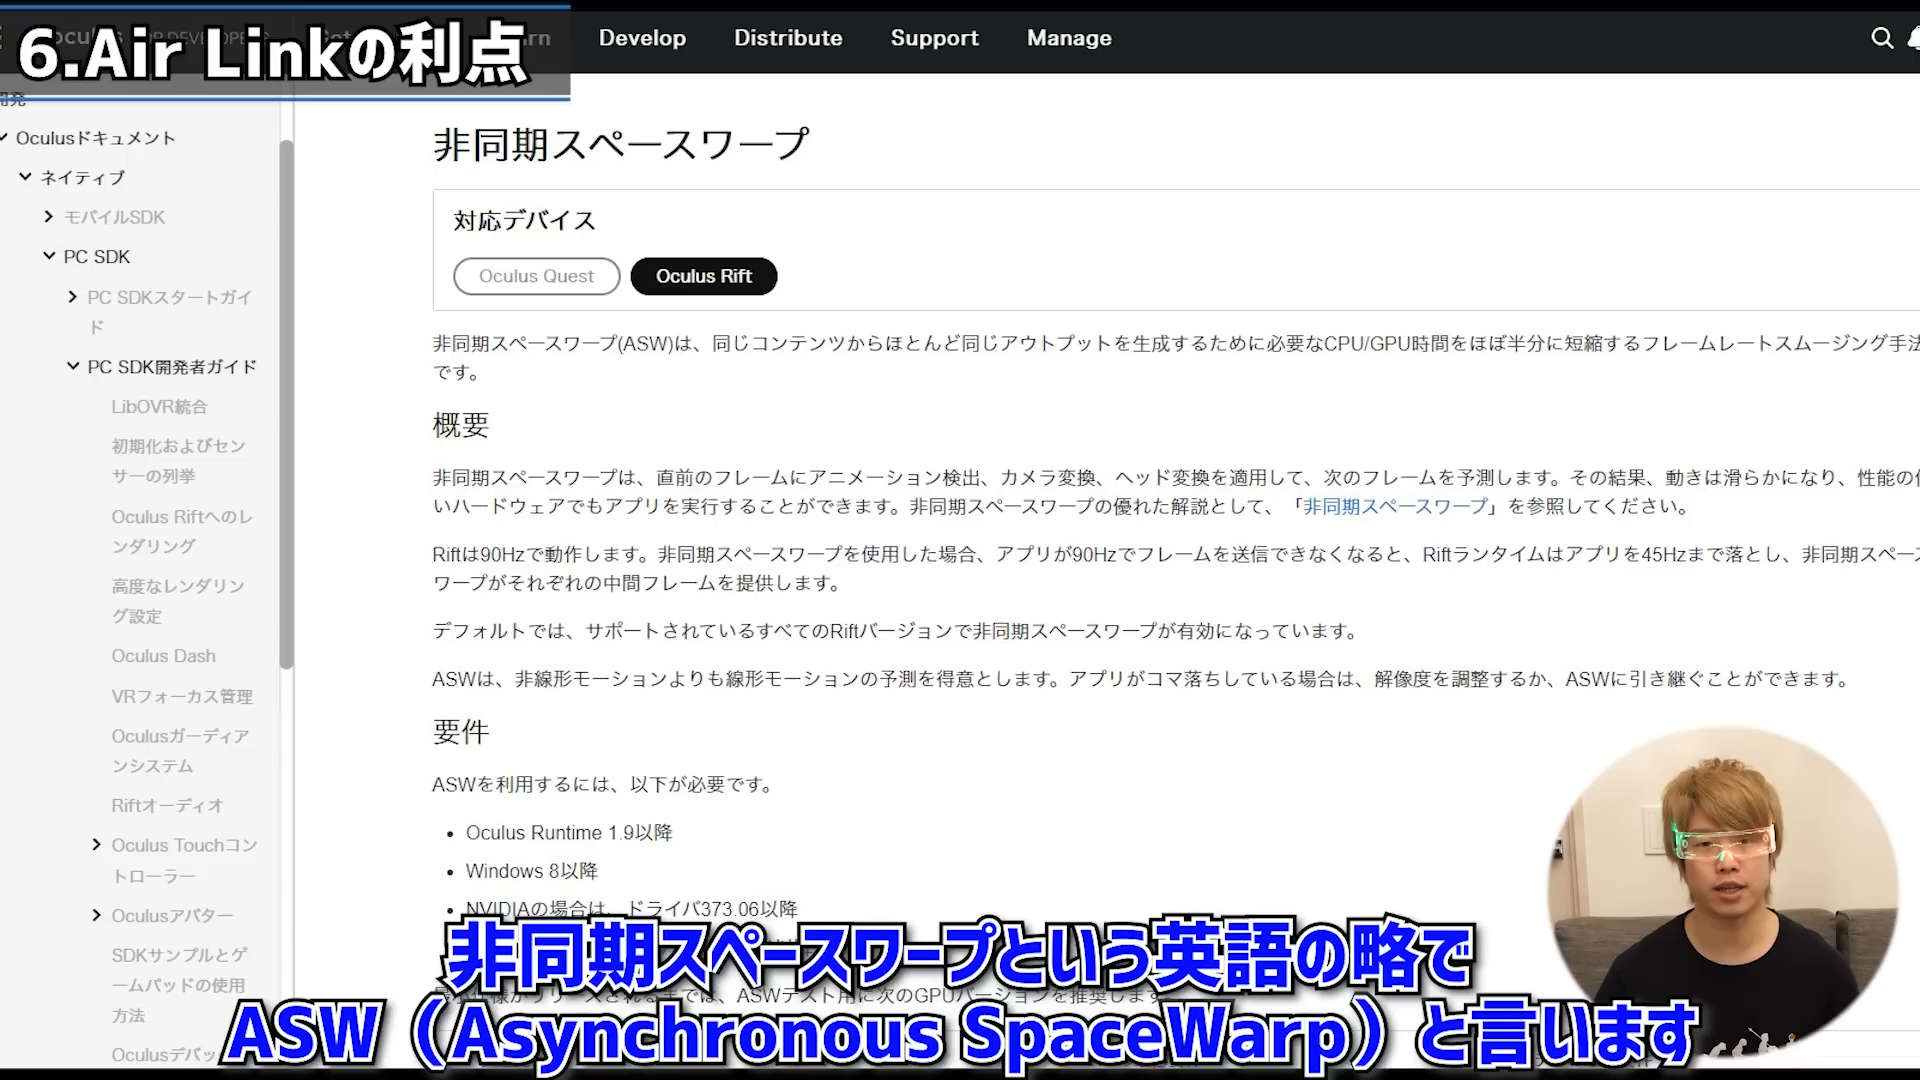 6.Air Linkの利点
Develop
Distribute
Support
Manage
Oculusドキュメント
ネイティブ
モバイルSDK
PC SDK
PC SDKスタートガイ
ド
PC SDK開発者ガイド
LibOVR統合
初期化およびセン
サーの列挙
Oculus Riftへのレ
ンダリング
高度なレンダリン
グ設定
Oculus Dash
VRフォーカス管理
Oculusガーディア
ンシステム
Riftオーディオ
Oculus Touchコン
トローラー
Oculusアバター
SDKサンプルとゲ
ームパッドの使用
方法
Oculusデバッ
非同期スペースワープ
対応デバイス
Oculus Quest
Oculus Rift
非同期スペースワープ(ASW)は、同じコンテンツからほとんど同じアウトプットを生成するために必要なCPU/GPU時間をほぼ半分に短縮するフレームレートスムージング手法
です。
概要
非同期スペースワープは、直前のフレームにアニメーション検出、カメラ変換、ヘッド変換を適用して、次のフレームを予測します。その結果、動きは滑らかになり、性能の低
いハードウェアでもアプリを実行することができます。非同期スペースワープの優れた解説として、「非同期スペースワープ」を参照してください。
Riftは90Hzで動作します。非同期スペースワープを使用した場合、アプリが90Hzでフレームを送信できなくなると、Riftランタイムはアプリを45Hzまで落とし、非同期スペース
ワープがそれぞれの中間フレームを提供します。
デフォルトでは、サポートされているすべてのRiftバージョンで非同期スペースワープが有効になっています。
ASWは、非線形モーションよりも線形モーションの予測を得意とします。アプリがコマ落ちしている場合は、解像度を調整するか、ASWに引き継ぐことができます。
要件
ASWを利用するには、以下が必要です。
Oculus Runtime 1.9以降
Windows 8以降
NVIDIAの場合は、ドライバ373.06以降
非同期スペースワープという英語の略で
ASW（Asynchronous SpaceWarp）と言います